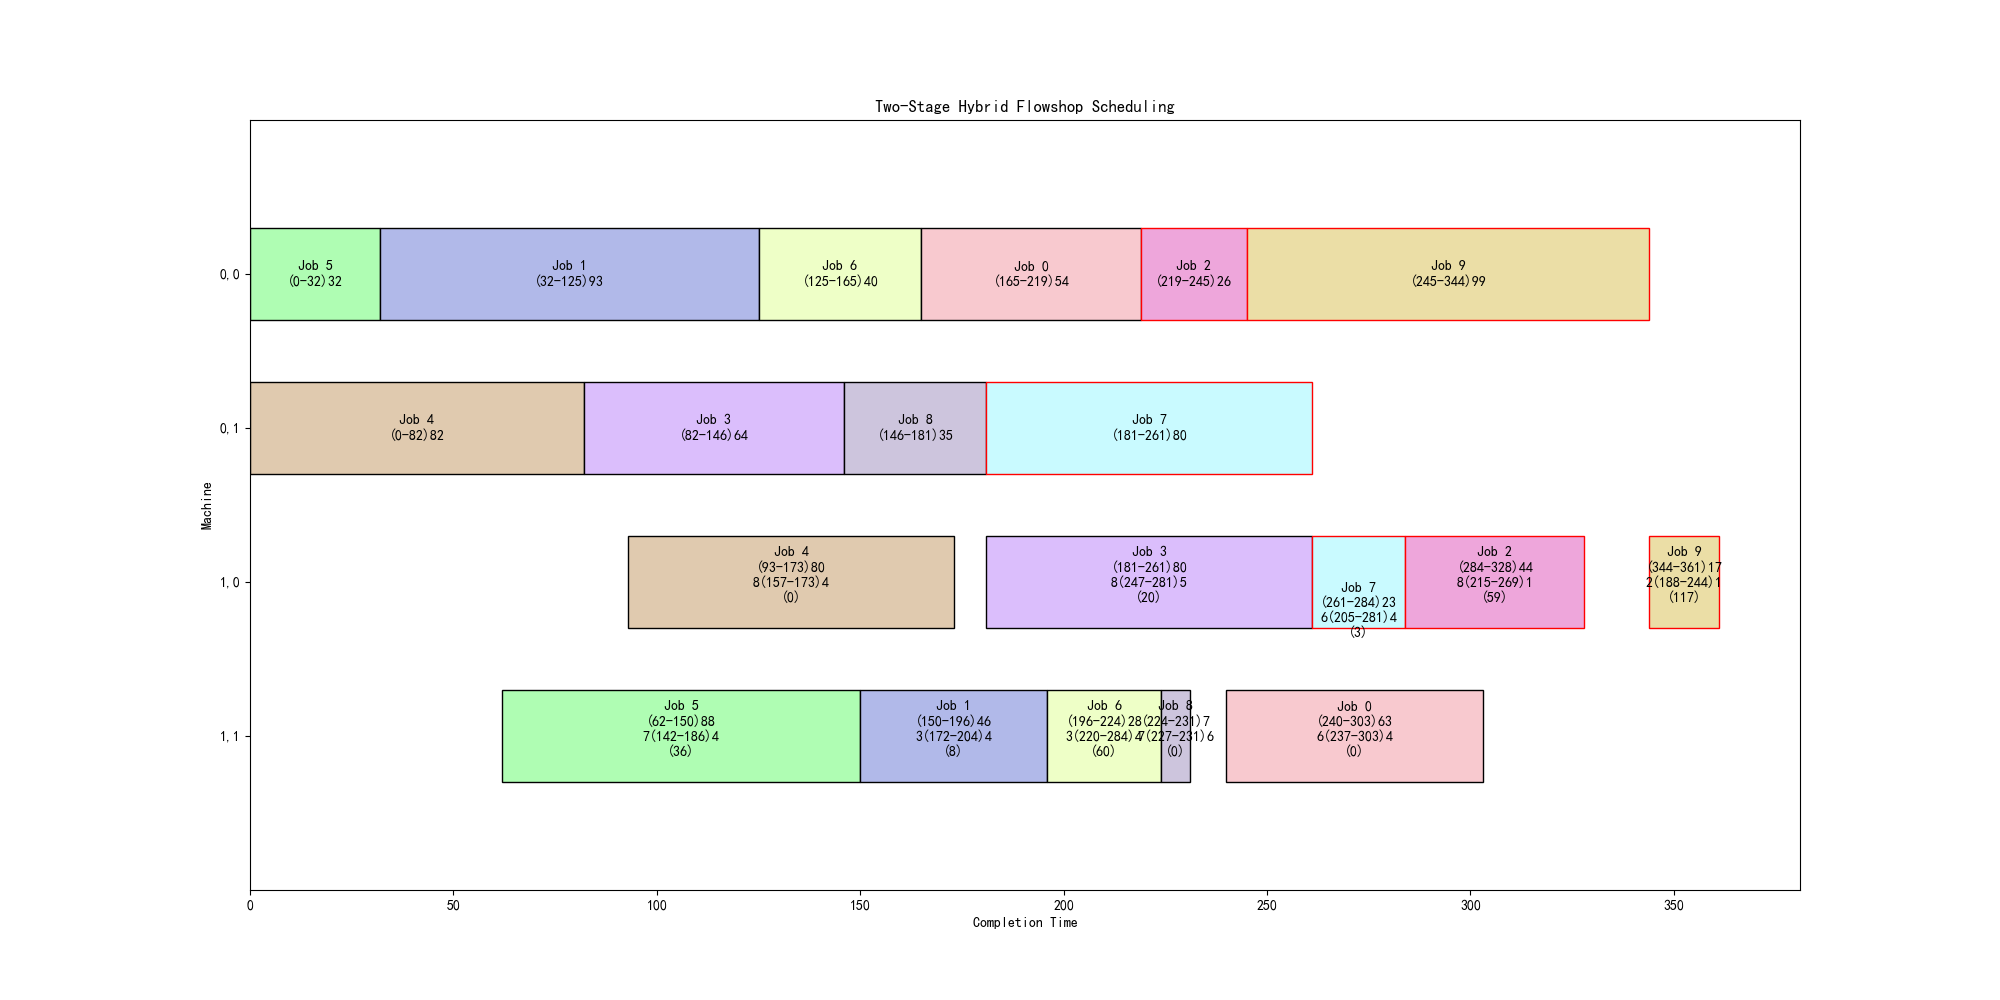 Two-Stage Hybrid Flowshop Scheduling
0,0
Job 5
(0-32)32
Job 1
(32-125)93
Job 6
(125-165)40
Job 0
(165-219)54
Job 2
(219-245)26
Job 9
(245-344)99
0,1
Job 4
(0-82)82
Job 3
(82-146)64
Job 8
(146-181)35
Job 7
(181-261)80
Machine
1,0
Job 4
(93-173)80
8(157-173)4
(0)
Job 3
(181-261)80
8(247-281)5
(20)
Job 7
(261-284)23
6(205-281)4
(3)
Job 2
(284-328)44
8(215-269)1
(59)
Job 9
(344-361)17
2(188-244)1
(117)
1,1
Job 5
(62-150)88
7(142-186)4
(36)
Job 1
(150-196)46
3(172-204)4
(8)
Job 6
(196-224)28
3(220-284)4
(60)
Job 8
(224-231)7
7(227-231)6
(0)
Job 0
(240-303)63
6(237-303)4
(0)
0
50
100
150
200
250
300
350
Completion Time